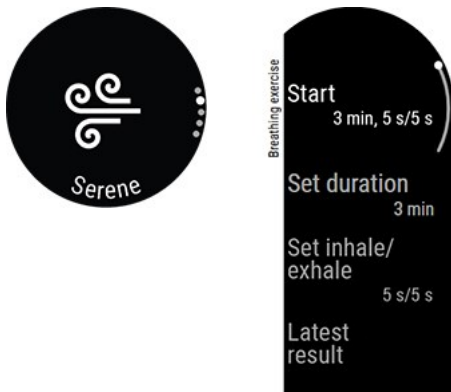 Serene
Breathing exercise
Start
3 min, 5 s/5 s
Set duration
3 min
Set inhale/
exhale
5 s/5 s
Latest
result